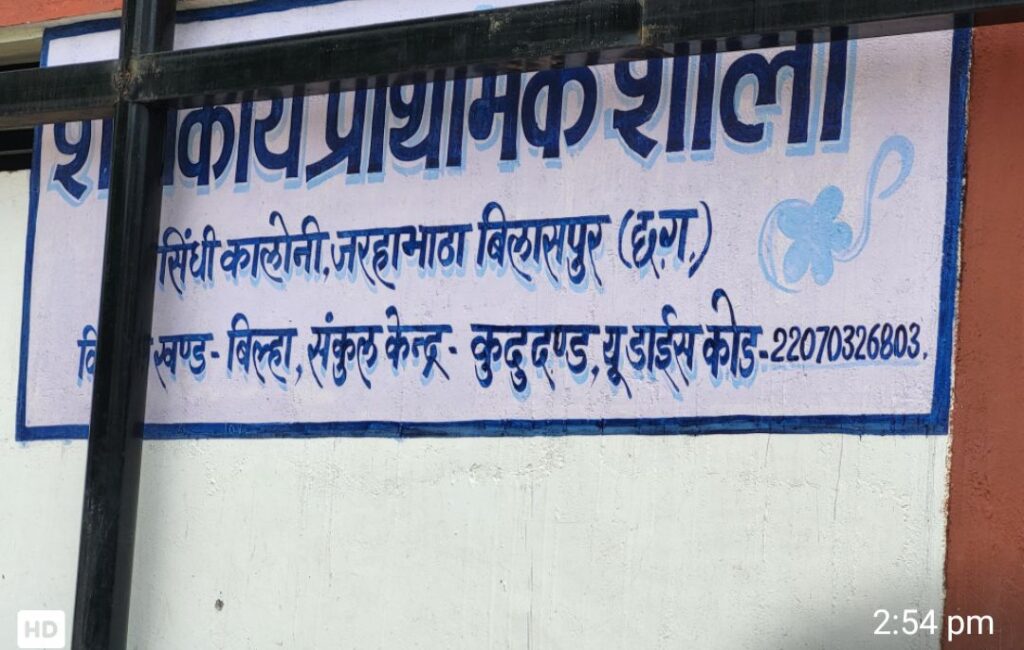 प्राथमिक शाला
सिंधी कालोनी, जरहाभाठा बिलासपुर (छ.ग.)
खण्ड - बिल्हा, संकुल केन्द्र - कुदुदण्ड, यू डाईस कोड - 22070326803.
HD
2:54 pm